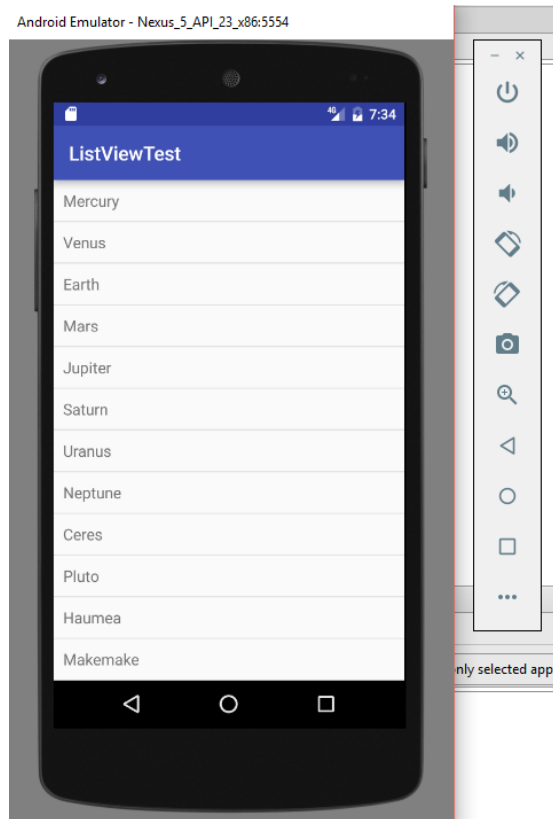 Android Emulator - Nexus_5_API_23_x86:5554
4G 7:34
ListViewTest
Mercury
Venus
Earth
Mars
Jupiter
Saturn
Uranus
Neptune
Ceres
Pluto
Haumea
Makemake
nly selected app